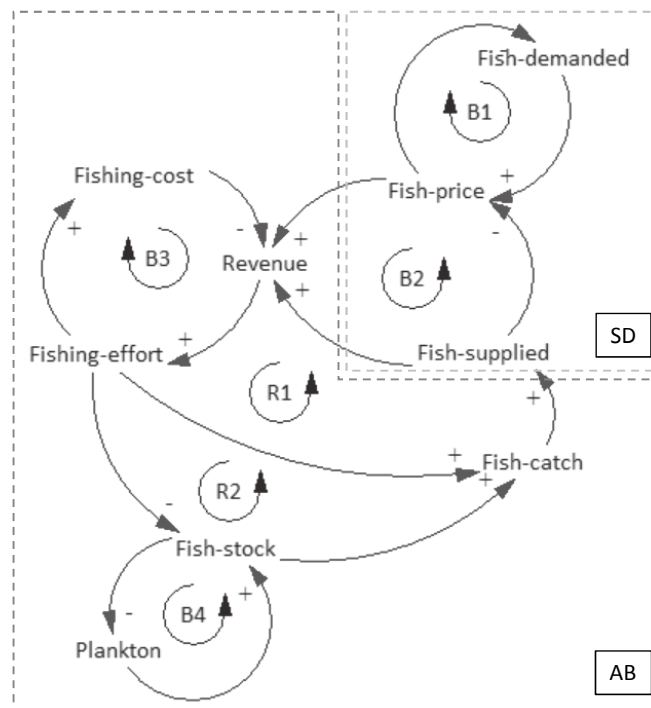 Fish-demanded
-
B1
Fishing-cost
+
Fish-price
+
-
+
-
B3
Revenue
B2
+
+
Fishing-effort
Fish-supplied
SD
R1
+
+
Fish-catch
+
R2
-
Fish-stock
+
B4
-
Plankton
AB